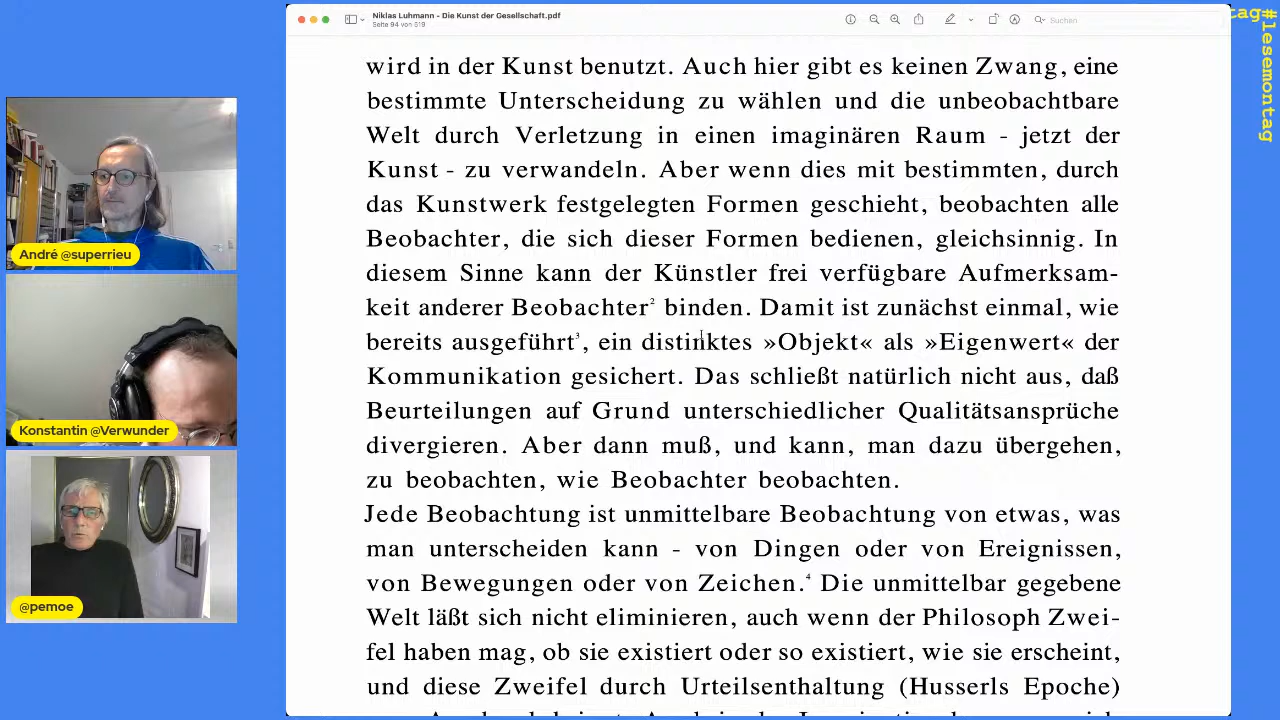 Niklas Luhmann - Die Kunst der Gesellschaft.pdf
Seite 94 von 519
Suchen
tag#lesemontag
wird in der Kunst benutzt. Auch hier gibt es keinen Zwang, eine
bestimmte Unterscheidung zu wählen und die unbeobachtbare
Welt durch Verletzung in einen imaginären Raum - jetzt der
Kunst - zu verwandeln. Aber wenn dies mit bestimmten, durch
das Kunstwerk festgelegten Formen geschieht, beobachten alle
Beobachter, die sich dieser Formen bedienen, gleichsinnig. In
diesem Sinne kann der Künstler frei verfügbare Aufmerksam-
keit anderer Beobachter² binden. Damit ist zunächst einmal, wie
bereits ausgeführt³, ein distinktes »Objekt« als »Eigenwert« der
Kommunikation gesichert. Das schließt natürlich nicht aus, daß
Beurteilungen auf Grund unterschiedlicher Qualitätsansprüche
divergieren. Aber dann muß, und kann, man dazu übergehen,
zu beobachten, wie Beobachter beobachten.
Jede Beobachtung ist unmittelbare Beobachtung von etwas, was
man unterscheiden kann - von Dingen oder von Ereignissen,
von Bewegungen oder von Zeichen.⁴ Die unmittelbar gegebene
Welt läßt sich nicht eliminieren, auch wenn der Philosoph Zwei-
fel haben mag, ob sie existiert oder so existiert, wie sie erscheint,
und diese Zweifel durch Urteilsenthaltung (Husserls Epoche)
André @superrieu
Konstantin @Verwunder
@pemoe